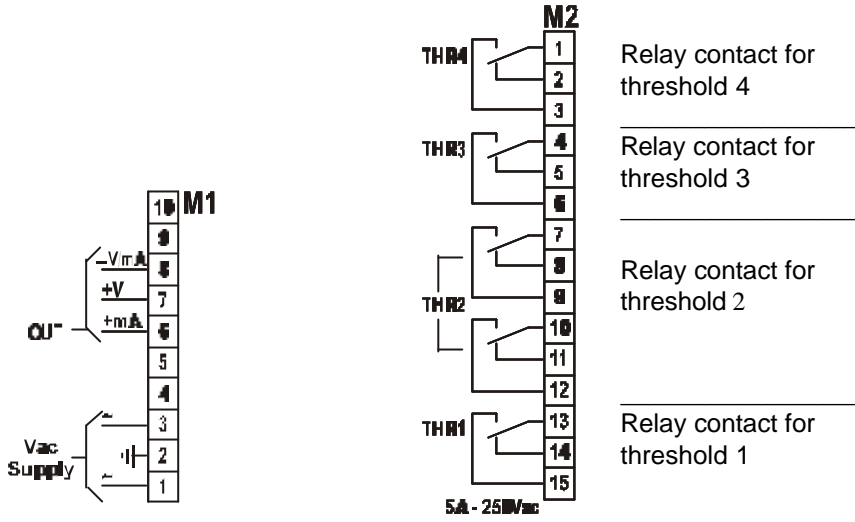 M1
10
9
8
7
6
5
4
3
2
1
–VmA
+V
+mA
Vac
Supply
M2
THR4
1
2
3
Relay contact for
threshold 4
THR3
4
5
6
Relay contact for
threshold 3
THR2
7
8
9
10
11
12
Relay contact for
threshold 2
THR1
13
14
15
Relay contact for
threshold 1
5A - 250Vac